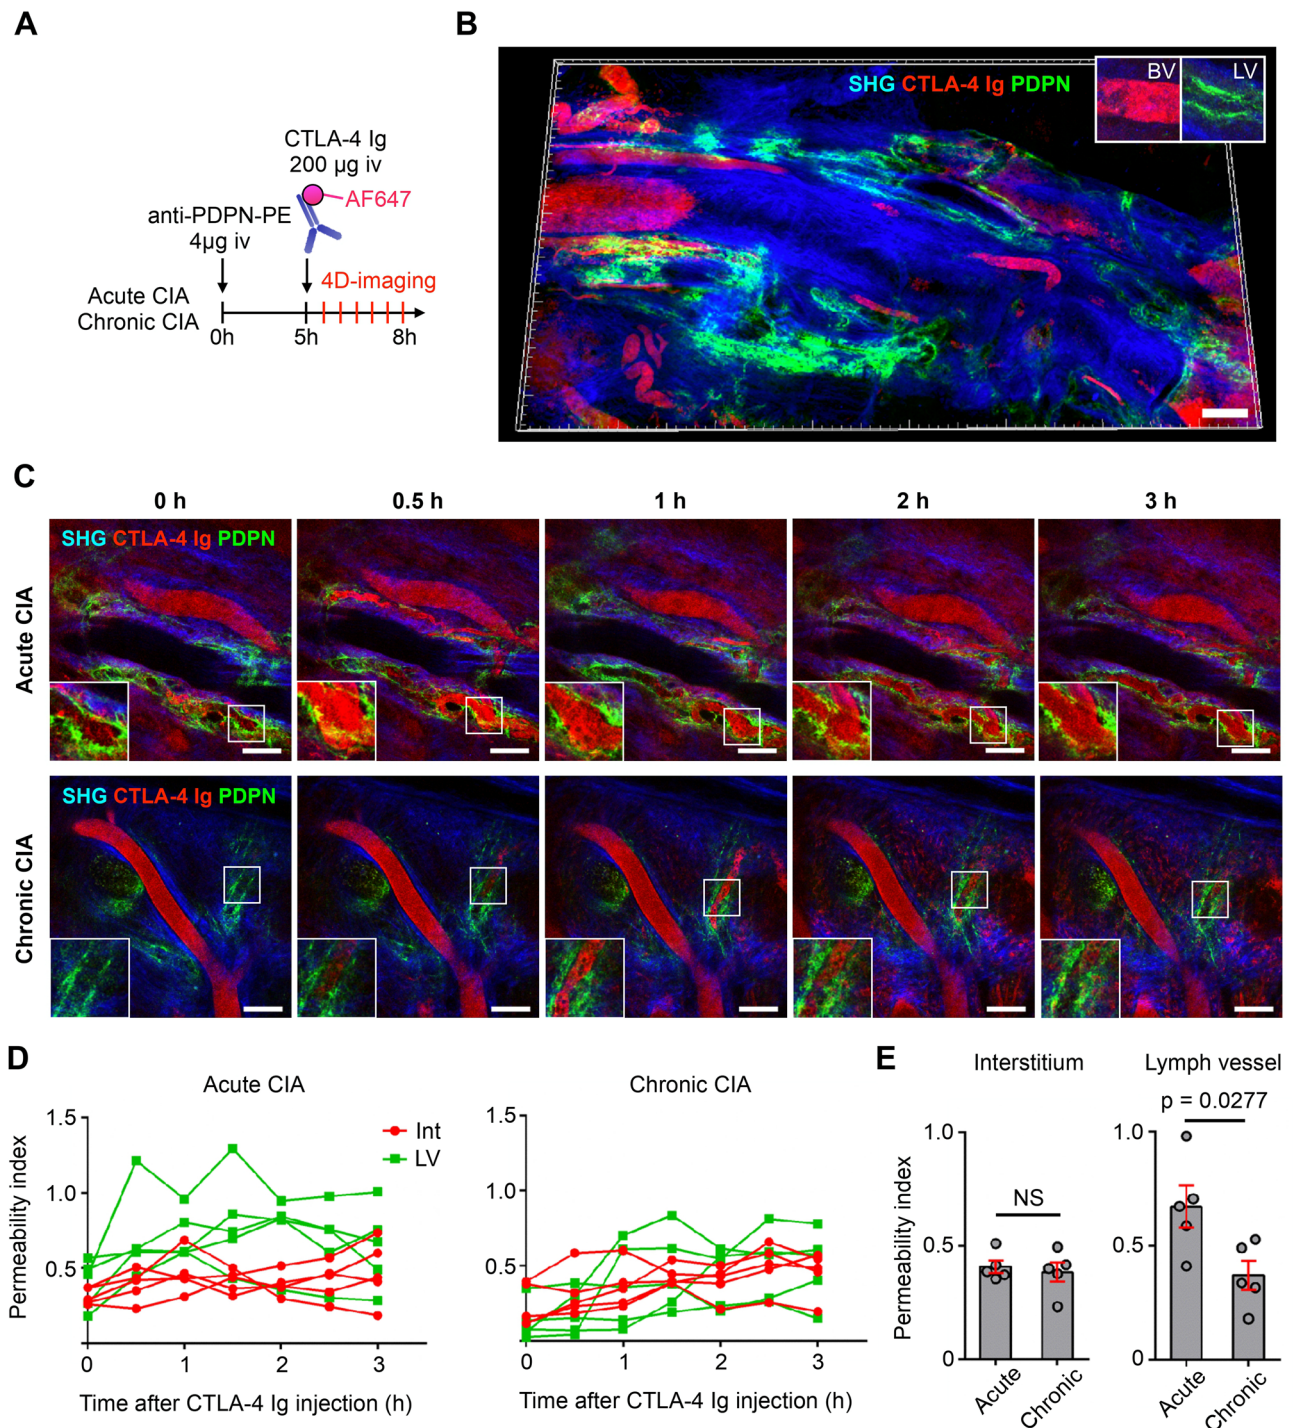 A
CTLA-4 Ig
200 µg iv
AF647
anti-PDPN-PE
4µg iv
4D-imaging
Acute CIA
Chronic CIA
0h
5h
8h
B
SHG CTLA-4 Ig PDPN
BV
LV
C
0 h
0.5 h
1 h
2 h
3 h
Acute CIA
SHG CTLA-4 Ig PDPN
Chronic CIA
SHG CTLA-4 Ig PDPN
D
Acute CIA
Permeability index
1.5
1.0
0.5
0
1
2
3
Int
LV
Time after CTLA-4 Ig injection (h)
Chronic CIA
1.5
1.0
0.5
0
1
2
3
Time after CTLA-4 Ig injection (h)
E
Interstitium
Permeability index
1.0
0.5
0
NS
Acute
Chronic
Lymph vessel
p = 0.0277
1.0
0.5
0
Acute
Chronic